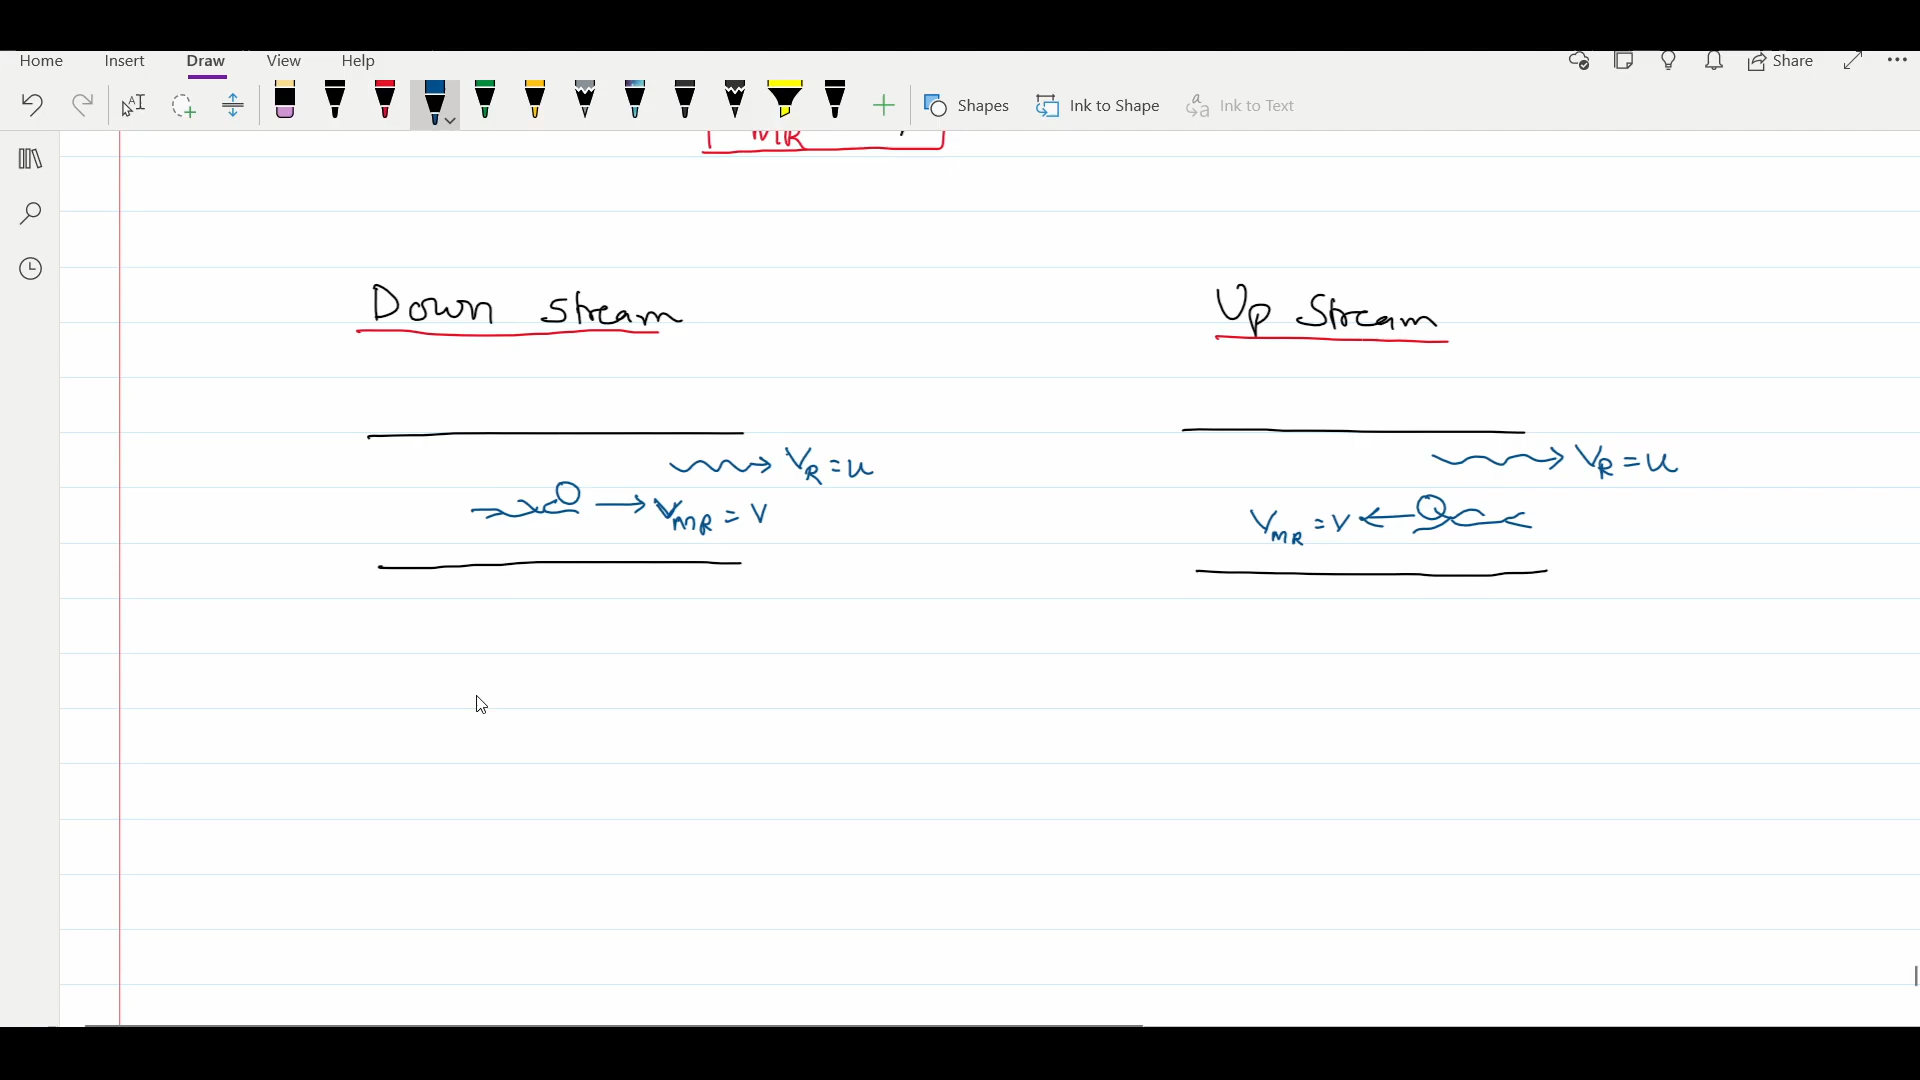 Home Insert Draw View Help Share
Shapes Ink to Shape Ink to Text
MR
Down stream
Up Stream
V_R = u
V_MR = v
V_R = u
V_MR = v